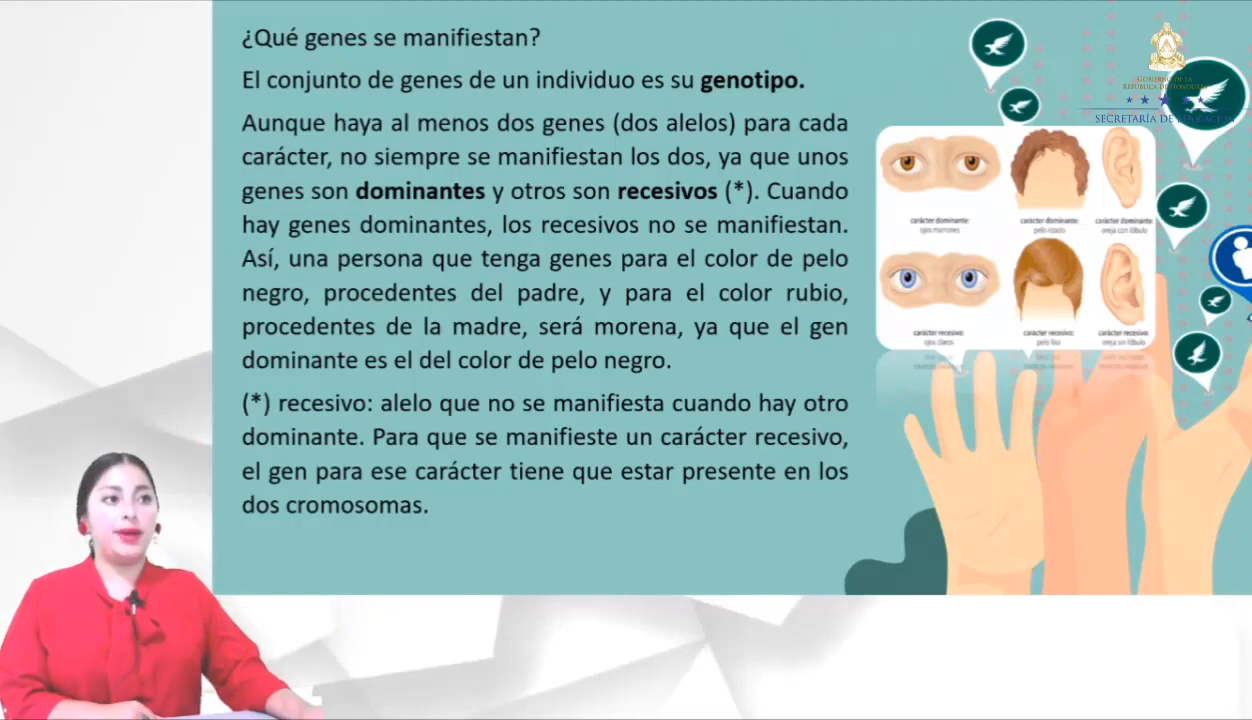 ¿Qué genes se manifiestan?
El conjunto de genes de un individuo es su genotipo.
Aunque haya al menos dos genes (dos alelos) para cada
carácter, no siempre se manifiestan los dos, ya que unos
genes son dominantes y otros son recesivos (*). Cuando
hay genes dominantes, los recesivos no se manifiestan.
Así, una persona que tenga genes para el color de pelo
negro, procedentes del padre, y para el color rubio,
procedentes de la madre, será morena, ya que el gen
dominante es el del color de pelo negro.
(*) recesivo: alelo que no se manifiesta cuando hay otro
dominante. Para que se manifieste un carácter recesivo,
el gen para ese carácter tiene que estar presente en los
dos cromosomas.
GOBIERNO DE LA
REPÚBLICA DE HONDURAS
SECRETARÍA DE EDUCACIÓN
carácter dominante:
ojos marrones
carácter dominante:
pelo rizado
carácter dominante:
oreja con lóbulo
carácter recesivo:
ojos claros
carácter recesivo:
pelo liso
carácter recesivo:
oreja sin lóbulo